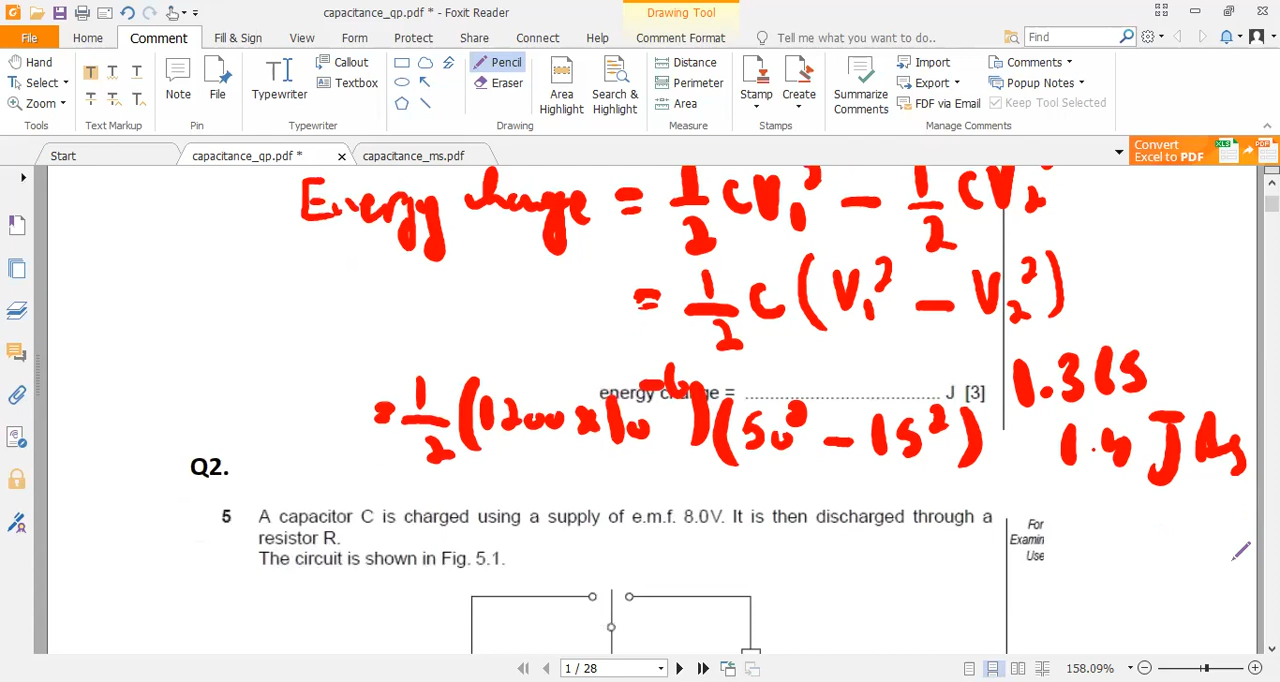 capacitance_qp.pdf * - Foxit Reader
Drawing Tool
File Home Comment Fill & Sign View Form Protect Share Connect Help Comment Format Tell me what you want to do.. Find
Hand
Select
Zoom
Tools
Text Markup
Note
File
Pin
Typewriter
Callout
Textbox
Typewriter
Pencil
Eraser
Drawing
Area Highlight
Search & Highlight
Distance
Perimeter
Area
Measure
Stamp
Create
Stamps
Summarize Comments
Import
Export
FDF via Email
Comments
Popup Notes
Keep Tool Selected
Manage Comments
Start
capacitance_qp.pdf *
capacitance_ms.pdf
Convert
Excel to PDF
Energy change = 1/2 CV₁² - 1/2 CV₂²
= 1/2 C (V₁² - V₂²)
energy change = ........................................ J [3]
1.365
= 1/2 (1200 × 10⁻⁶) (50² - 15²)
1.4 J Ans
Q2.
5 A capacitor C is charged using a supply of e.m.f. 8.0V. It is then discharged through a
resistor R.
The circuit is shown in Fig. 5.1.
For
Examin
Use
1 / 28
158.09%